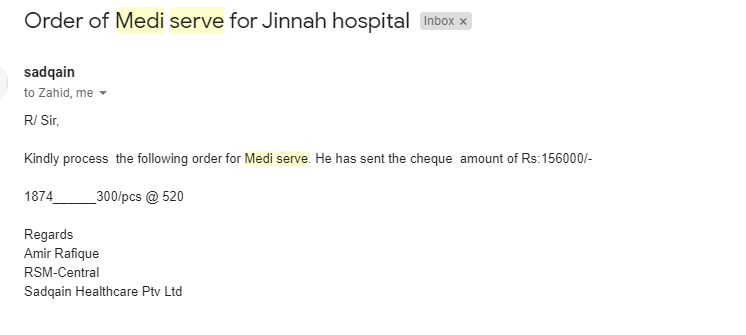 Order of Medi serve for Jinnah hospital Inbox x
sadqain
to Zahid, me
R/ Sir,
Kindly process the following order for Medi serve. He has sent the cheque amount of Rs:156000/-
1874______300/pcs @ 520
Regards
Amir Rafique
RSM-Central
Sadqain Healthcare Ptv Ltd